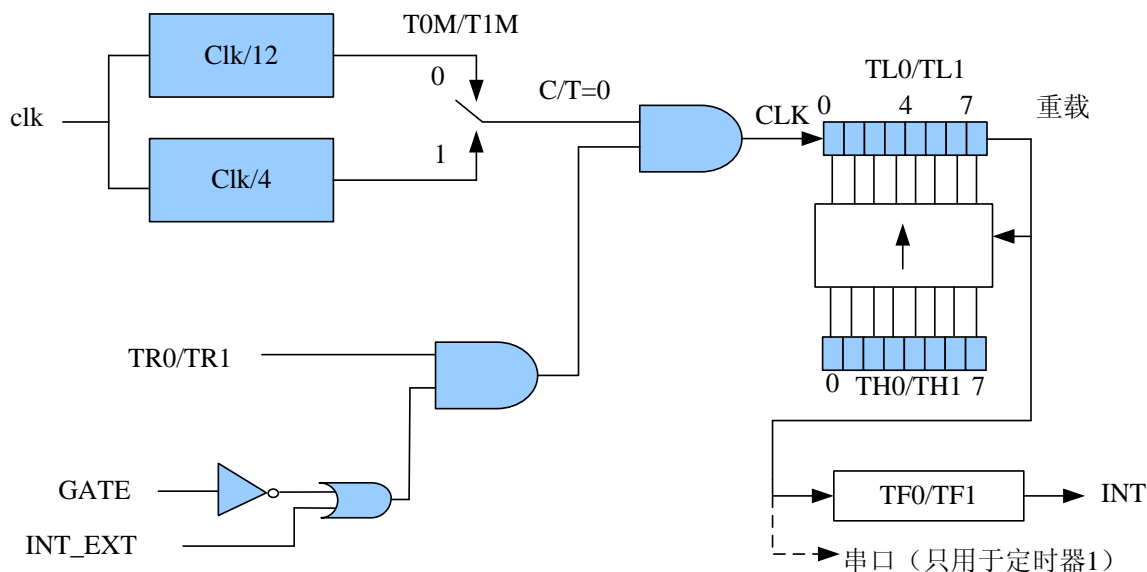 T0M/T1M
Clk/12
0
C/T=0
TL0/TL1
clk
CLK
0
4
7
重载
1
Clk/4
TR0/TR1
0
TH0/TH1
7
GATE
TF0/TF1
INT
INT_EXT
串口（只用于定时器1）